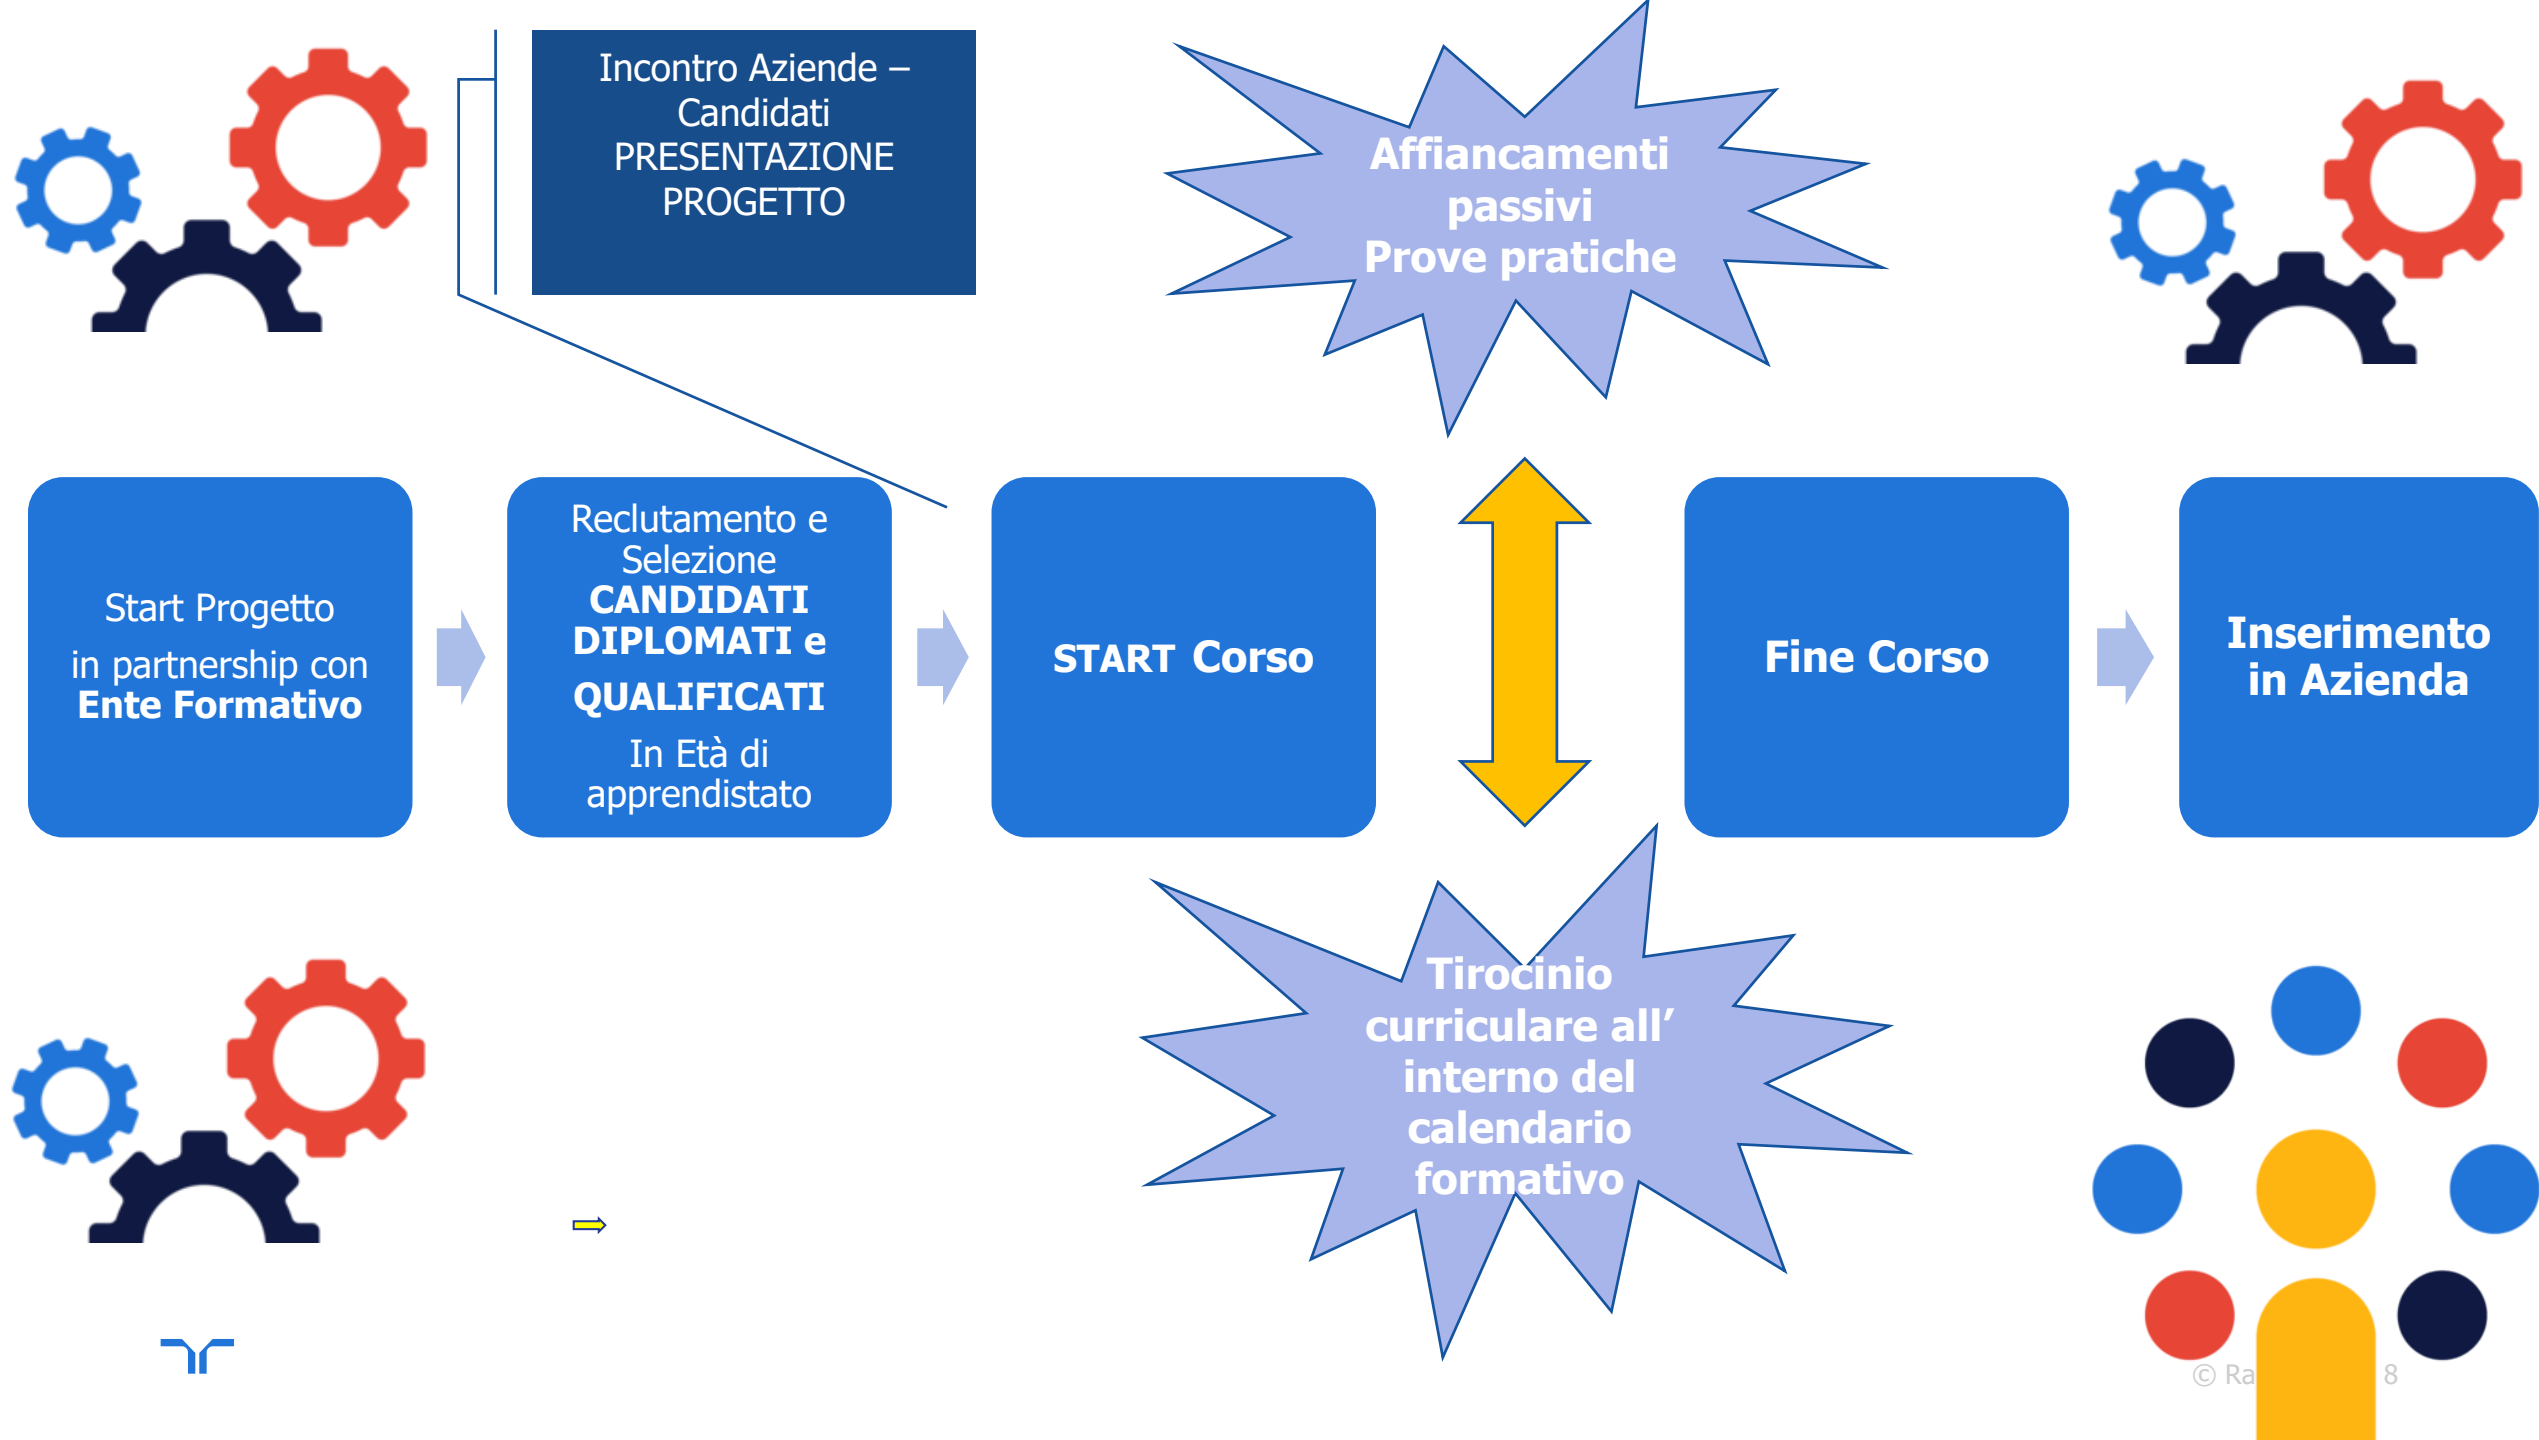 Incontro Aziende –
Candidati
PRESENTAZIONE
PROGETTO
Affiancamenti
passivi
Prove pratiche
Start Progetto
in partnership con
Ente Formativo
Reclutamento e
Selezione
CANDIDATI
DIPLOMATI e
QUALIFICATI
In Età di
apprendistato
START Corso
Fine Corso
Inserimento
in Azienda
Tirocinio
curriculare all’
interno del
calendario
formativo
© Ra 8